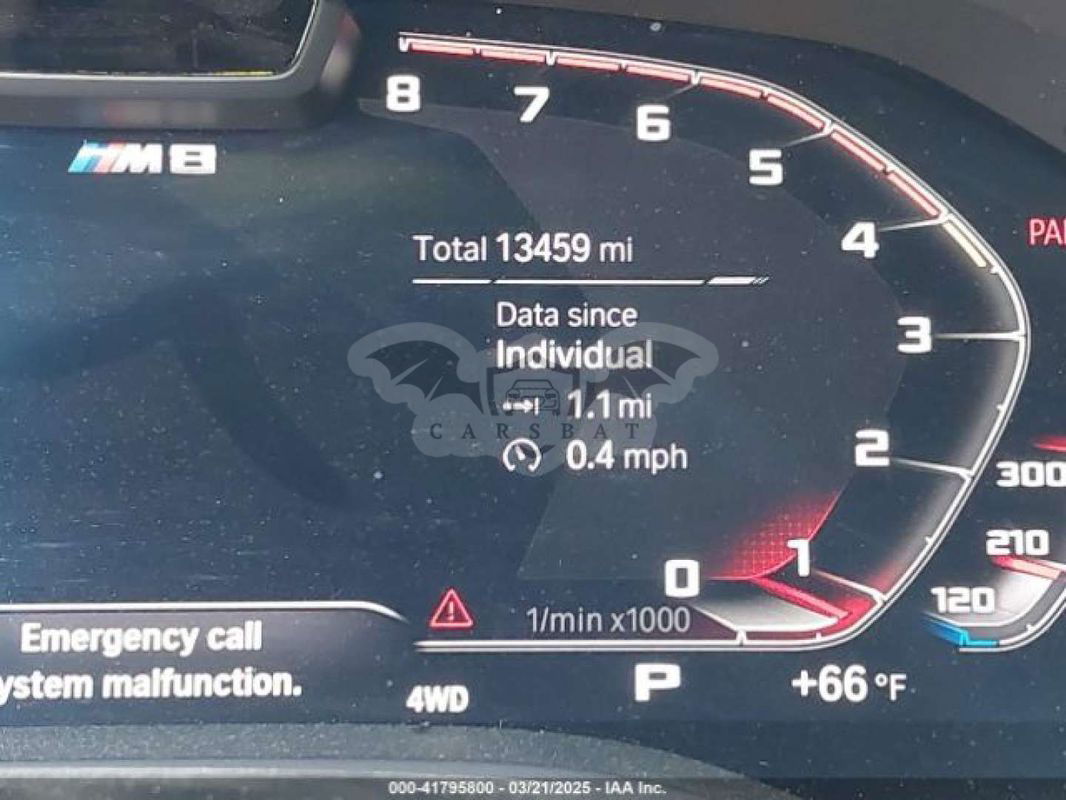 8
7
6
5
4
3
2
1
0
M8
Total 13459 mi
Data since
Individual
1.1 mi
CARSBAT
0.4 mph
300
210
120
1/min x1000
Emergency call
ystem malfunction.
4WD
P
+66 °F
PA
000-41795800 - 03/21/2025 - IAA Inc.